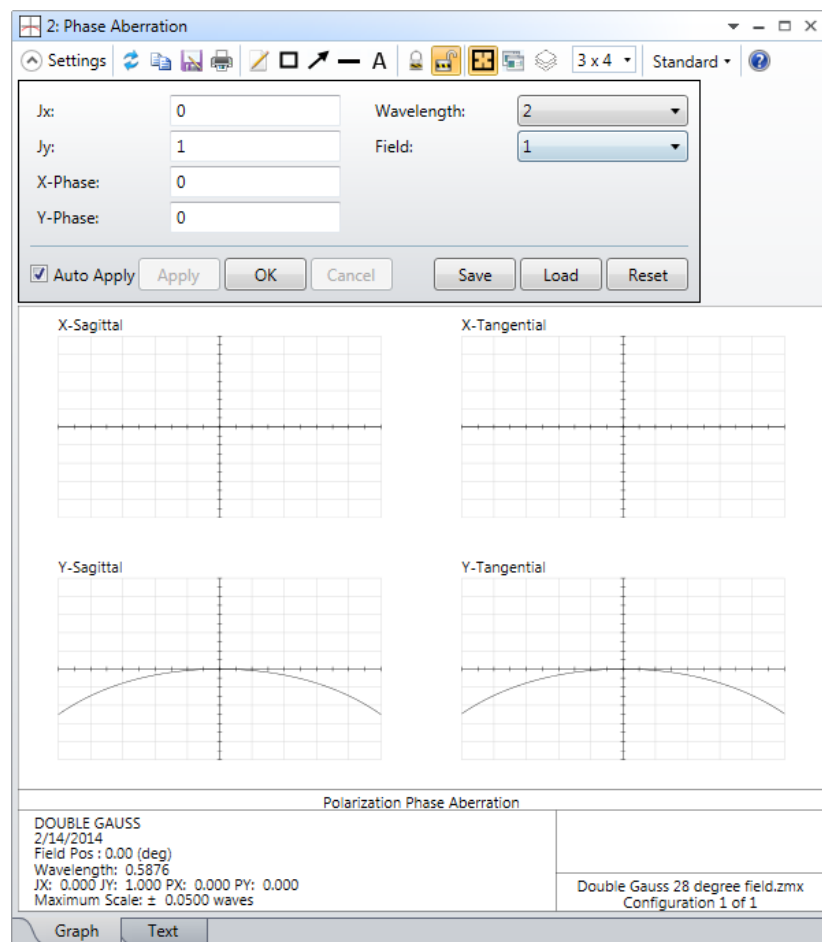 2: Phase Aberration
Settings A 3 x 4 Standard
Jx: 0 Wavelength: 2
Jy: 1 Field: 1
X-Phase: 0
Y-Phase: 0
Auto Apply Apply OK Cancel Save Load Reset
X-Sagittal X-Tangential
Y-Sagittal Y-Tangential
Polarization Phase Aberration
DOUBLE GAUSS
2/14/2014
Field Pos : 0.00 (deg)
Wavelength: 0.5876
JX: 0.000 JY: 1.000 PX: 0.000 PY: 0.000
Maximum Scale: ± 0.0500 waves
Double Gauss 28 degree field.zmx
Configuration 1 of 1
Graph Text